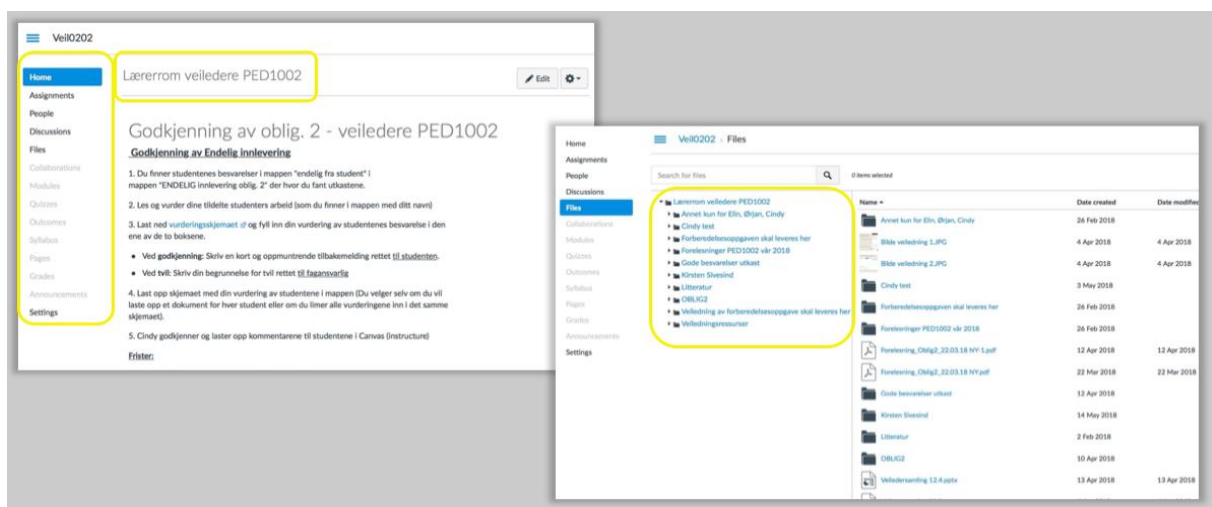 Veil0202
Home
Assignments
People
Discussions
Files
Collaborations
Modules
Quizzes
Outcomes
Syllabus
Pages
Grades
Announcements
Settings
Lærerrom veiledere PED1002
Edit
Godkjenning av oblig. 2 - veiledere PED1002
Godkjenning av Endelig innlevering
1. Du finner studentenes besvarelser i mappen "endelig fra student" i
mappen "ENDELIG innlevering oblig. 2" der hvor du fant utkastene.
2. Les og vurder dine tildelte studenters arbeid (som du finner i mappen med ditt navn)
3. Last ned vurderingsskjemaet og fyll inn din vurdering av studentenes besvarelse i den
ene av de to boksene.
• Ved godkjenning: Skriv en kort og oppmuntrende tilbakemelding rettet til studenten.
• Ved tvil: Skriv din begrunnelse for tvil rettet til fagansvarlig
4. Last opp skjemaet med din vurdering av studentene i mappen (Du velger selv om du vil
laste opp et dokument for hver student eller om du limer alle vurderingene inn i det samme
skjemaet).
5. Cindy godkjenner og laster opp kommentarene til studentene i Canvas (instructure)
Frister:
Home
Assignments
People
Discussions
Files
Collaborations
Modules
Quizzes
Outcomes
Syllabus
Pages
Grades
Announcements
Settings
Veil0202 › Files
Search for files
0 items selected
Lærerrom veiledere PED1002
Annet kun for Elin, Ørjan, Cindy
Cindy test
Forberedelsesoppgaven skal leveres her
Forelesninger PED1002 vår 2018
Gode besvarelser utkast
Kirsten Sivesind
Litteratur
OBLIG2
Veiledning av forberedelsesoppgave skal leveres her
Veiledningsressurser
Name Date created Date modified
Annet kun for Elin, Ørjan, Cindy 26 Feb 2018
Bilde veiledning 1.JPG 4 Apr 2018 4 Apr 2018
Bilde veiledning 2.JPG 4 Apr 2018 4 Apr 2018
Cindy test 3 May 2018
Forberedelsesoppgaven skal leveres her 26 Feb 2018
Forelesninger PED1002 vår 2018 26 Feb 2018
Forelesning_Oblig2_22.03.18 NY-1.pdf 12 Apr 2018 12 Apr 2018
Forelesning_Oblig2_22.03.18 NY.pdf 22 Mar 2018 22 Mar 2018
Gode besvarelser utkast 12 Apr 2018
Kirsten Sivesind 14 May 2018
Litteratur 2 Feb 2018
OBLIG2 10 Apr 2018
Veiledersamling 12.4.pptx 13 Apr 2018 13 Apr 2018